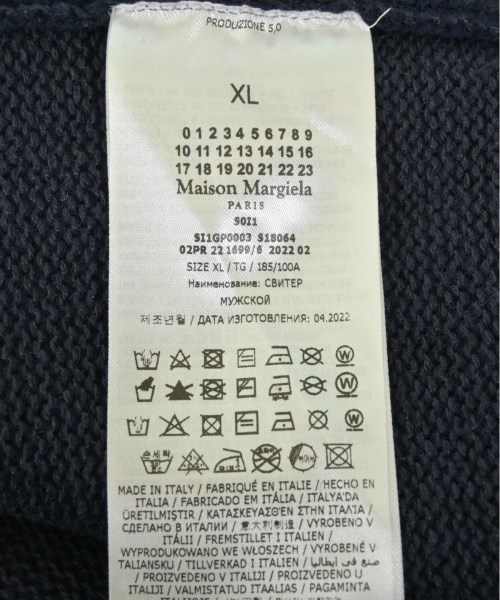 PRODUZIONE 5,0
XL
0 1 2 3 4 5 6 7 8 9
10 11 12 13 14 15 16
17 18 19 20 21 22 23
Maison Margiela
PARIS
S0I1
SI1GP0003 S18064
02PR 22 1699/6 2022 02
SIZE XL / TG / 185/100A
Наименование: СВИТЕР
МУЖСКОЙ
제조년월 / ДАТА ИЗГОТОВЛЕНИЯ: 04.2022
MADE IN ITALY / FABRIQUÉ EN ITALIE / HECHO EN
ITALIA / FABRICADO EM ITÁLIA / ITALYA'DA
ÜRETILMIŞTIR / ΚΑΤΑΣΚΕΥΑΣΘΕΝ ΣΤΗΝ ΙΤΑΛΙΑ /
СДЕЛАНО В ИТАЛИИ / 意大利制造 / VYROBENO V
ITÁLII / FREMSTILLET I ITALIEN /
WYPRODUKOWANO WE WŁOSZECH / VYROBENÉ V
TALIANSKU / TILLVERKAD I ITALIEN / صنع في إيطاليا
/ PROIZVEDENO V ITALIJI / PROIZVEDENO U
ITALIJI / VALMISTATUD ITAALIAS / PAGAMINTA